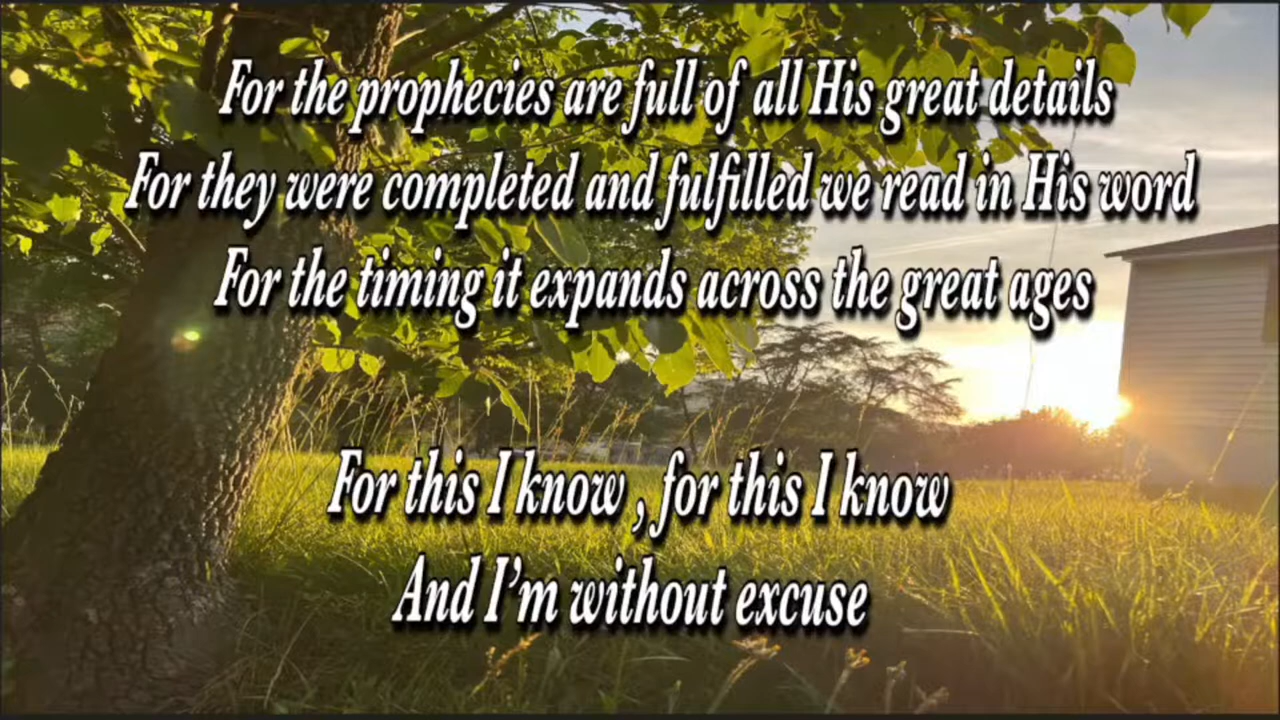 For the prophecies are full of all His great details
For they were completed and fulfilled we read in His word
For the timing it expands across the great ages
For this I know , for this I know
And I'm without excuse